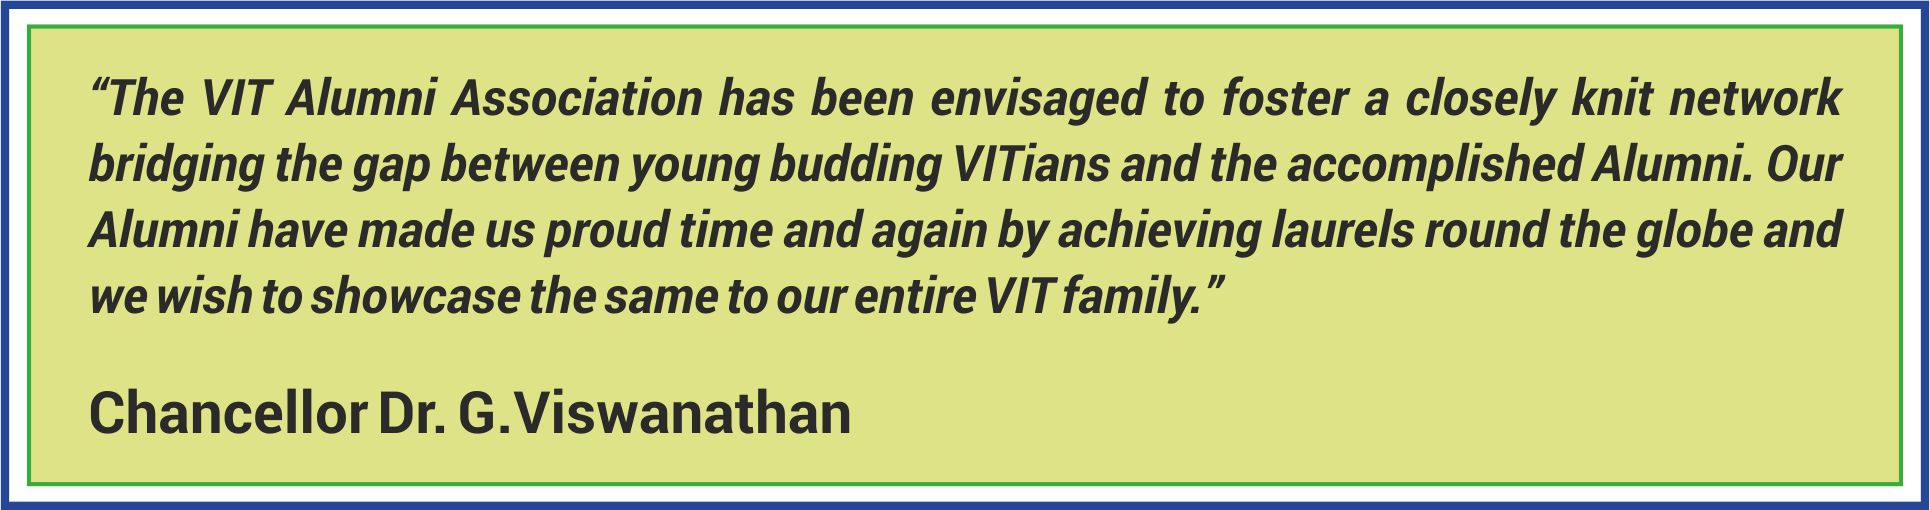 “The VIT Alumni Association has been envisaged to foster a closely knit network
bridging the gap between young budding VITians and the accomplished Alumni. Our
Alumni have made us proud time and again by achieving laurels round the globe and
we wish to showcase the same to our entire VIT family.”
Chancellor Dr. G.Viswanathan